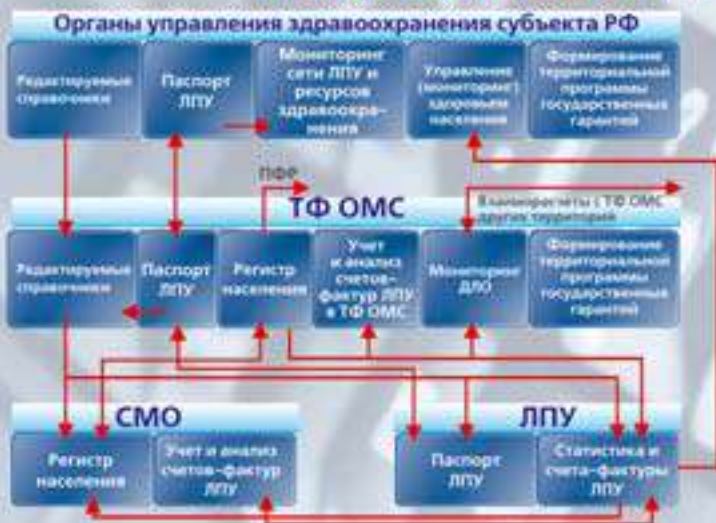 Органы управления здравоохранения субъекта РФ
Редактируемые
справочники
Паспорт
ЛПУ
Мониторинг
сети ЛПУ и
ресурсов
здравоохра-
нения
Управление
(мониторинг)
здоровьем
населения
Формирование
территориальной
программы
государственных
гарантий
ПФР
Взаиморасчеты с ТФ ОМС
других территорий
ТФ ОМС
Редактируемые
справочники
Паспорт
ЛПУ
Регистр
населения
Учет
и анализ
счетов-
фактур ЛПУ
в ТФ ОМС
Мониторинг
ДЛО
Формирование
территориальной
программы
государственных
гарантий
СМО
Регистр
населения
Учет и анализ
счетов-фактур
ЛПУ
ЛПУ
Паспорт
ЛПУ
Статистика и
счета-фактуры
ЛПУ